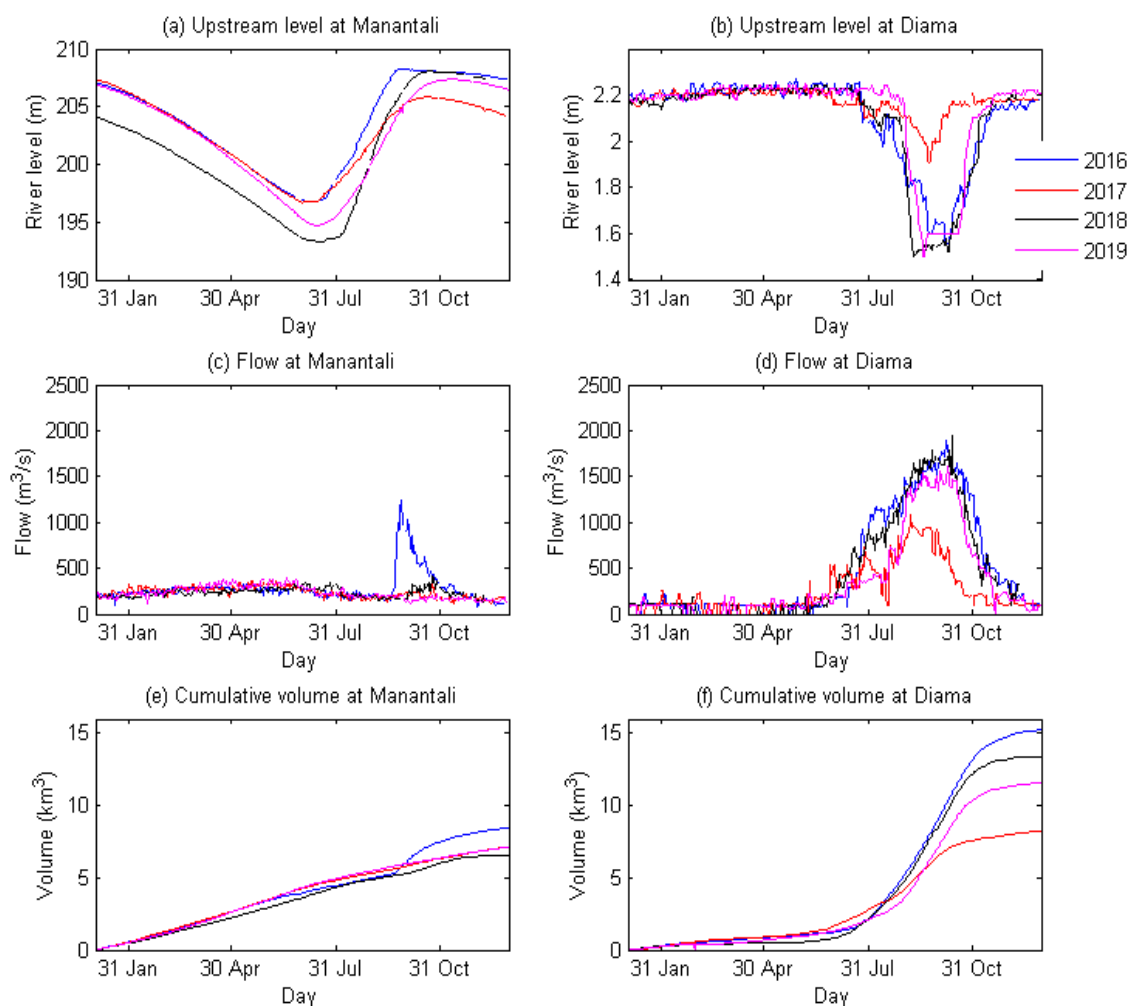 (a) Upstream level at Manantali
210
205
200
195
190
River level (m)
31 Jan 30 Apr 31 Jul 31 Oct
Day
(b) Upstream level at Diama
2.2
2
1.8
1.6
1.4
River level (m)
31 Jan 30 Apr 31 Jul 31 Oct
Day
2016
2017
2018
2019
(c) Flow at Manantali
2500
2000
1500
1000
500
0
Flow (m³/s)
31 Jan 30 Apr 31 Jul 31 Oct
Day
(d) Flow at Diama
2500
2000
1500
1000
500
0
Flow (m³/s)
31 Jan 30 Apr 31 Jul 31 Oct
Day
(e) Cumulative volume at Manantali
15
10
5
0
Volume (km³)
31 Jan 30 Apr 31 Jul 31 Oct
Day
(f) Cumulative volume at Diama
15
10
5
0
Volume (km³)
31 Jan 30 Apr 31 Jul 31 Oct
Day